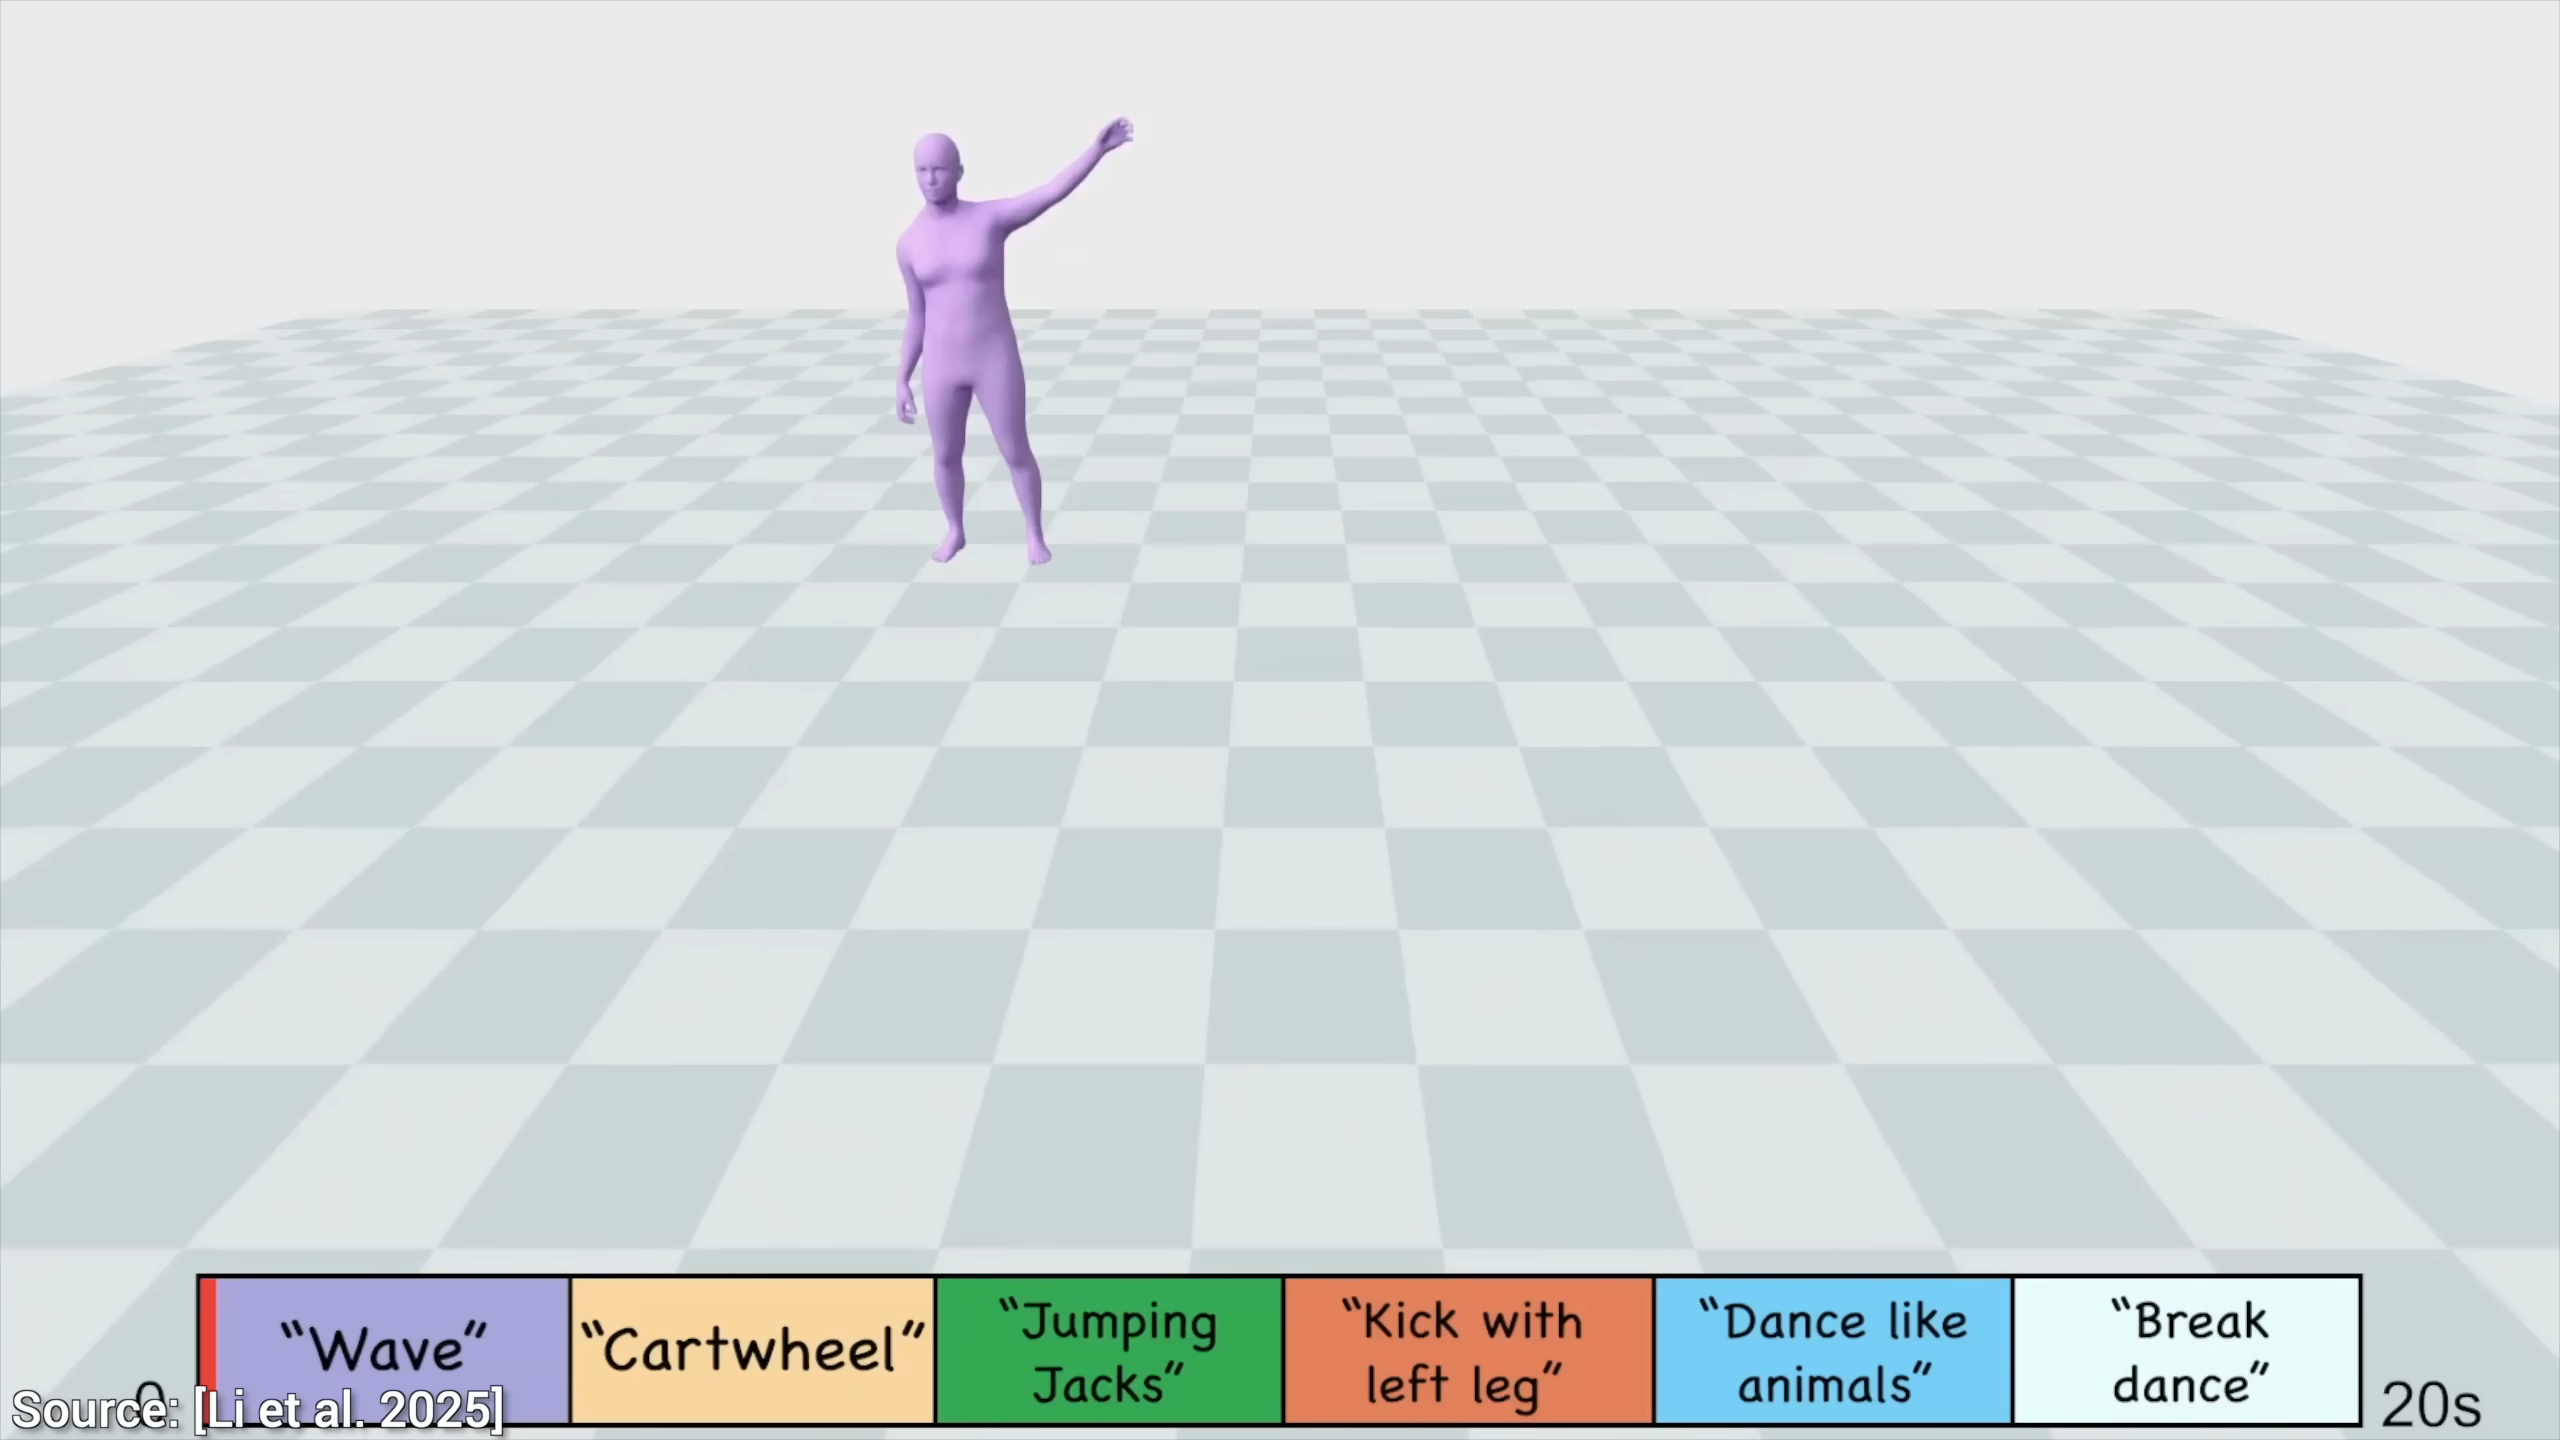 “Wave”
“Cartwheel”
“Jumping
Jacks”
“Kick with
left leg”
“Dance like
animals”
“Break
dance”
0
20s
Source: [Li et al. 2025]